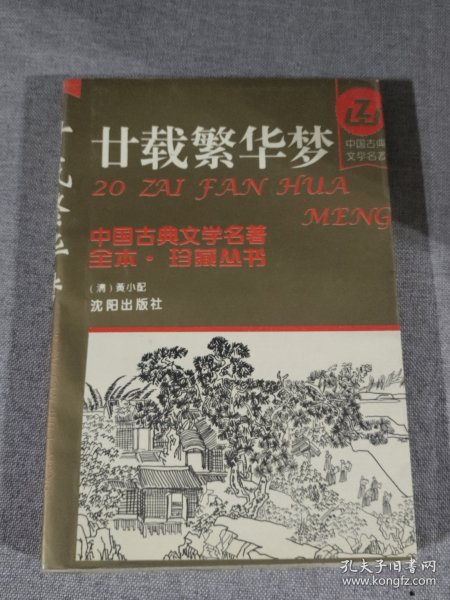 中国古典
文学名著
廿载繁华梦
20 ZAI FAN HUA
MENG
中国古典文学名著
全本·珍藏丛书
(清)黄小配
沈阳出版社
孔夫子旧书网
www.kongfz.com